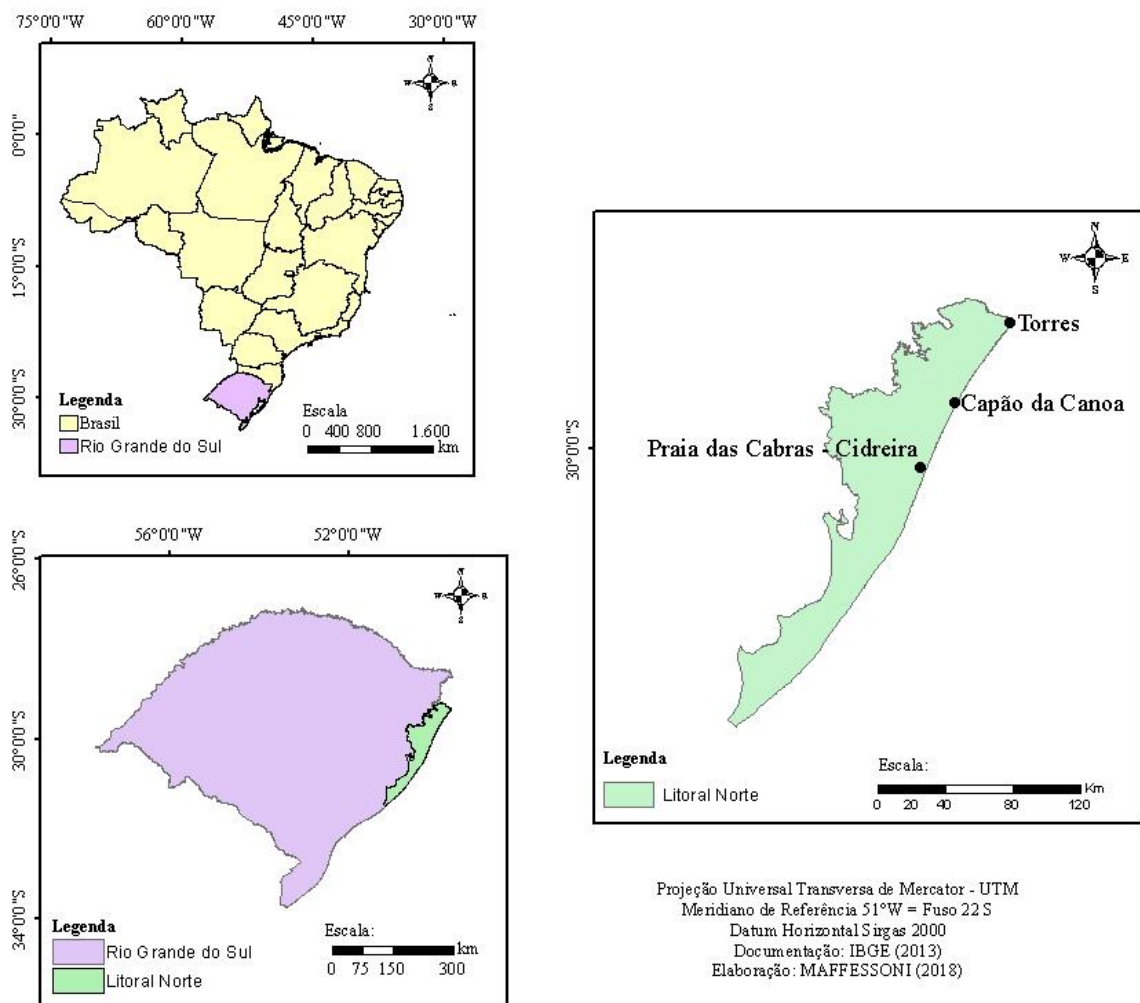 75°0'0"W 60°0'0"W 45°0'0"W 30°0'0"W
N
W E
S
0°0'0"
15°0'0"S
30°0'0"S
Legenda
Brasil
Rio Grande do Sul
Escala
0 400 800 1.600
km
56°0'0"W 52°0'0"W
26°0'0"S
N
W E
S
30°0'0"S
34°0'0"S
Legenda
Rio Grande do Sul
Litoral Norte
Escala:
km
0 75 150 300
N
W E
S
Torres
Capão da Canoa
Praia das Cabras - Cidreira
30°0'0"S
Legenda
Litoral Norte
Escala:
Km
0 20 40 80 120
Projeção Universal Transversa de Mercator - UTM
Meridiano de Referência 51°W = Fuso 22 S
Datum Horizontal Sirgas 2000
Documentação: IBGE (2013)
Elaboração: MAFFESSONI (2018)